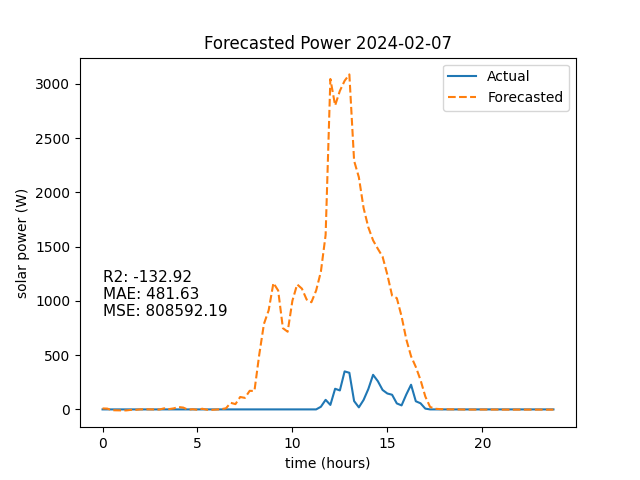 Forecasted Power 2024-02-07
Actual
Forecasted
solar power (W)
3000
2500
2000
1500
1000
500
0
R2: -132.92
MAE: 481.63
MSE: 808592.19
0 5 10 15 20
time (hours)